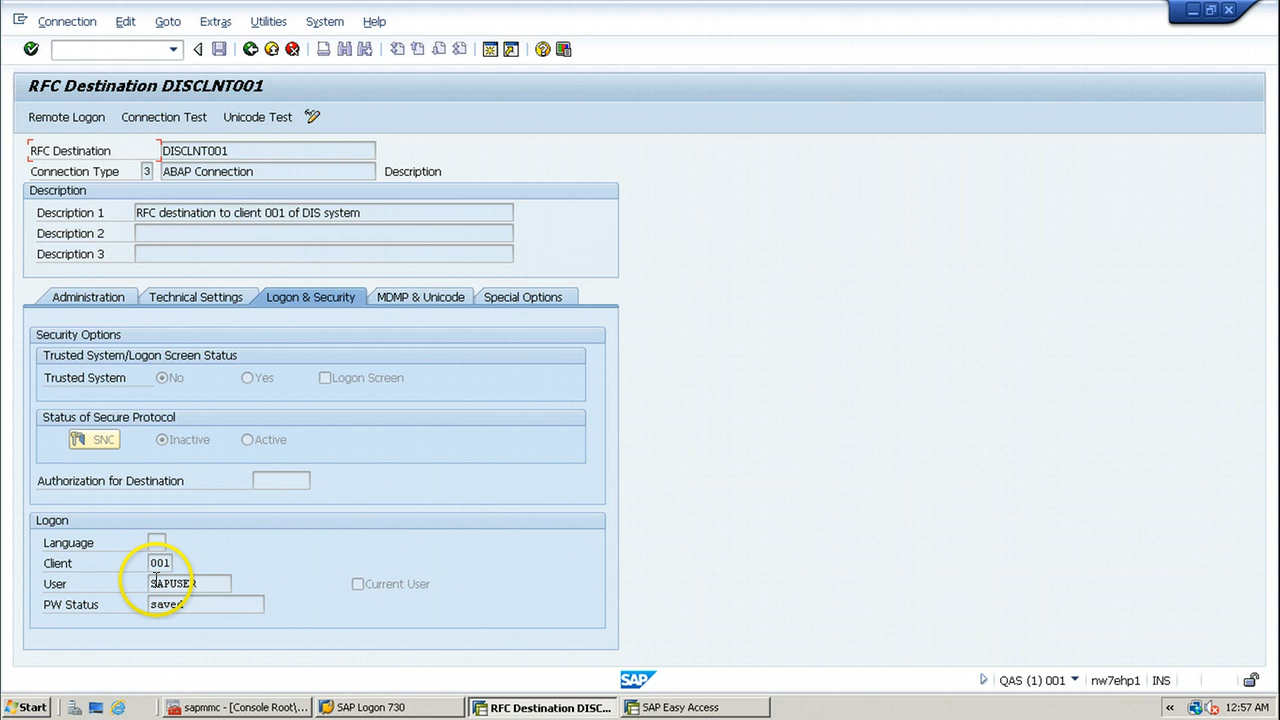 Connection Edit Goto Extras Utilities System Help
RFC Destination DISCLNT001
Remote Logon Connection Test Unicode Test
RFC Destination DISCLNT001
Connection Type 3 ABAP Connection Description
Description
Description 1 RFC destination to client 001 of DIS system
Description 2
Description 3
Administration Technical Settings Logon & Security MDMP & Unicode Special Options
Security Options
Trusted System/Logon Screen Status
Trusted System No Yes Logon Screen
Status of Secure Protocol
SNC Inactive Active
Authorization for Destination
Logon
Language
Client 001
User SAPUSER Current User
PW Status saved
SAP QAS (1) 001 nw7ehp1 INS
Start sapmmc - [Console Root\... SAP Logon 730 RFC Destination DISC... SAP Easy Access « 12:57 AM